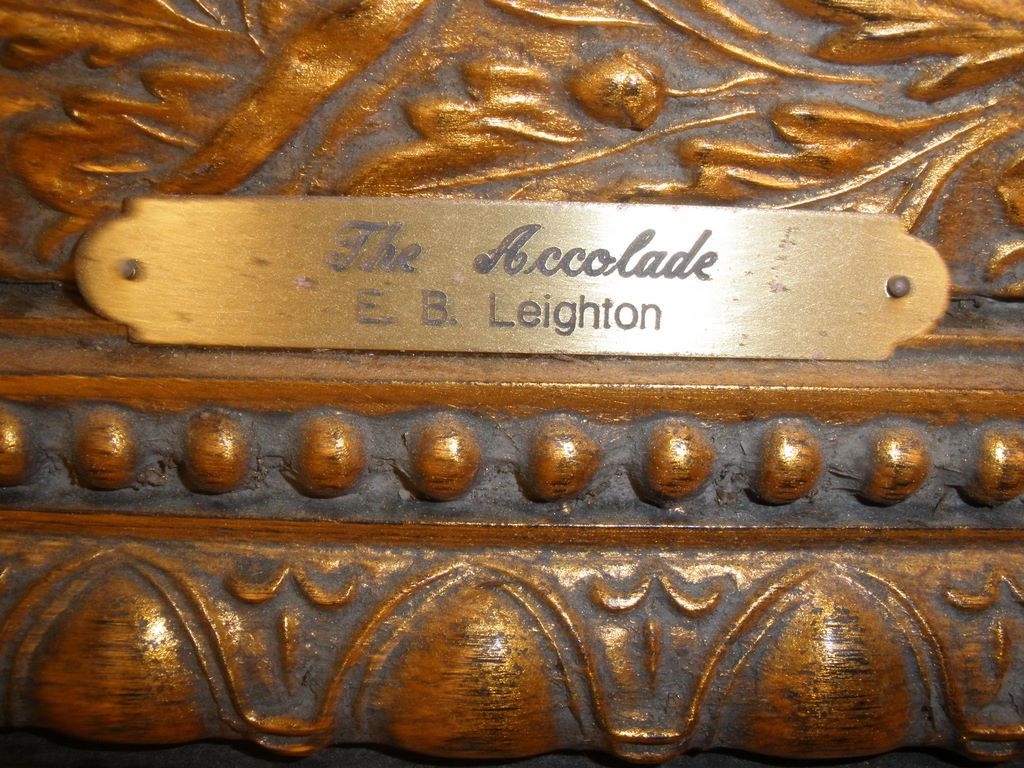 The Accolade
E. B. Leighton